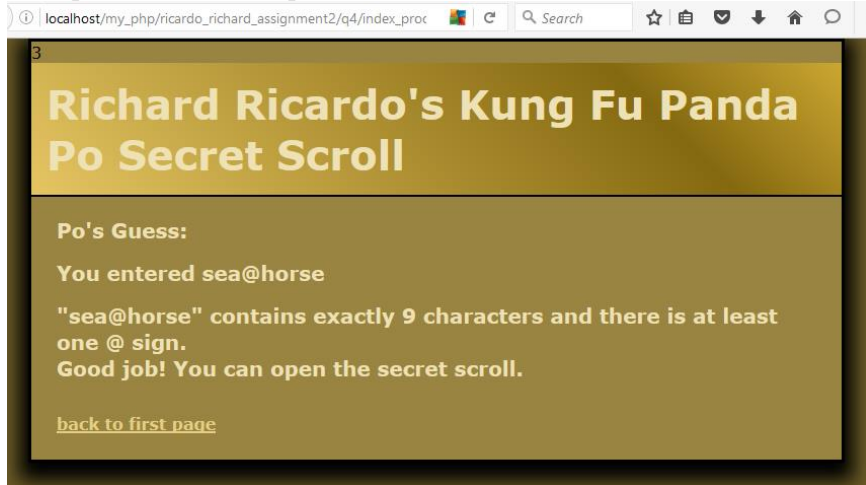 localhost/my_php/ricardo_richard_assignment2/q4/index_proc
Search
3
Richard Ricardo's Kung Fu Panda
Po Secret Scroll
Po's Guess:
You entered sea@horse
"sea@horse" contains exactly 9 characters and there is at least
one @ sign.
Good job! You can open the secret scroll.
back to first page